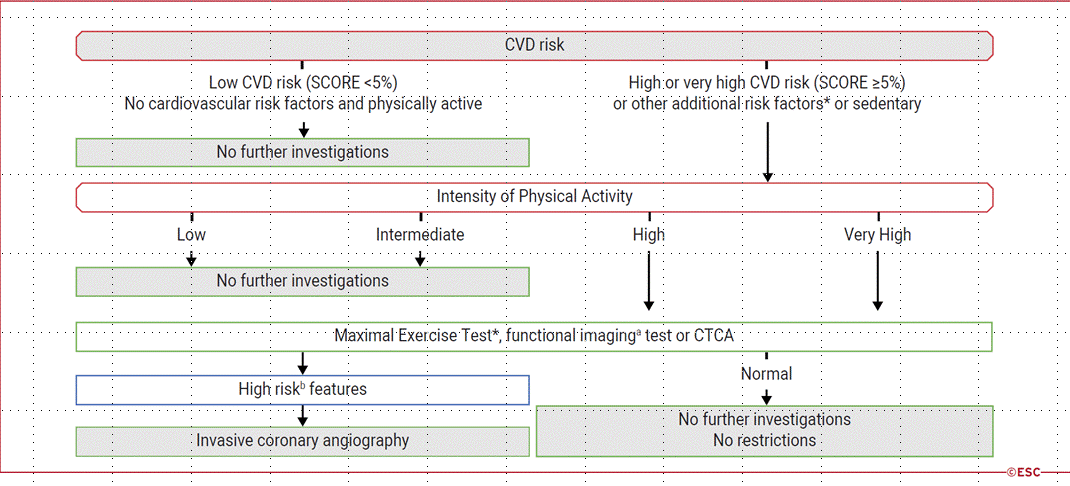 CVD risk
Low CVD risk (SCORE <5%)
No cardiovascular risk factors and physically active
High or very high CVD risk (SCORE ≥5%)
or other additional risk factors* or sedentary
No further investigations
Intensity of Physical Activity
Low
Intermediate
High
Very High
No further investigations
Maximal Exercise Test*, functional imagingᵃ test or CTCA
High riskᵇ features
Normal
Invasive coronary angiography
No further investigations
No restrictions
©ESC